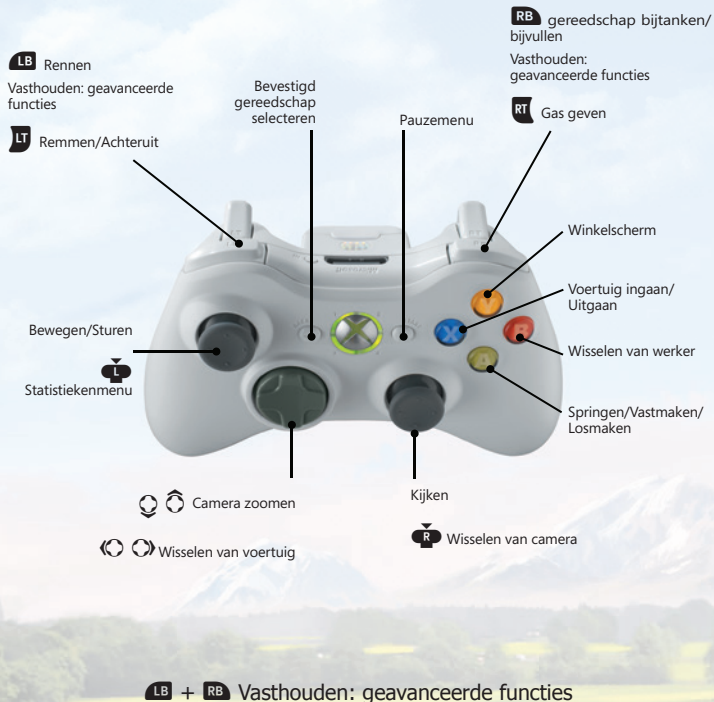 RB gereedschap bijtanken/
bijvullen
Vasthouden:
geavanceerde functies
RT Gas geven
LB Rennen
Vasthouden: geavanceerde
functies
LT Remmen/Achteruit
Bevestigd
gereedschap
selecteren
Pauzemenu
Winkelscherm
Voertuig ingaan/
Uitgaan
Wisselen van werker
Springen/Vastmaken/
Losmaken
Bewegen/Sturen
L
Statistiekenmenu
Microsoft
Y
X
B
A
Camera zoomen
Wisselen van voertuig
Kijken
R Wisselen van camera
LB + RB Vasthouden: geavanceerde functies